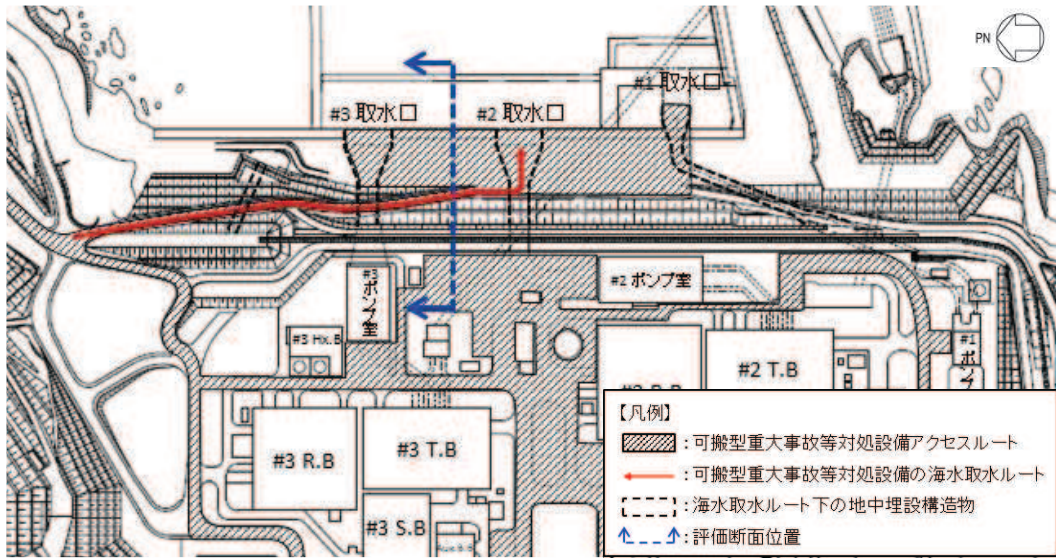 PN
#1 取水口
#3 取水口
#2 取水口
#3 ポンプ室
#2 ポンプ室
#1 ポンプ
#3 Hx.B
#2 T.B
#3 R.B
#3 T.B
#3 S.B
【凡例】
:可搬型重大事故等対処設備アクセスルート
:可搬型重大事故等対処設備の海水取水ルート
:海水取水ルート下の地中埋設構造物
:評価断面位置